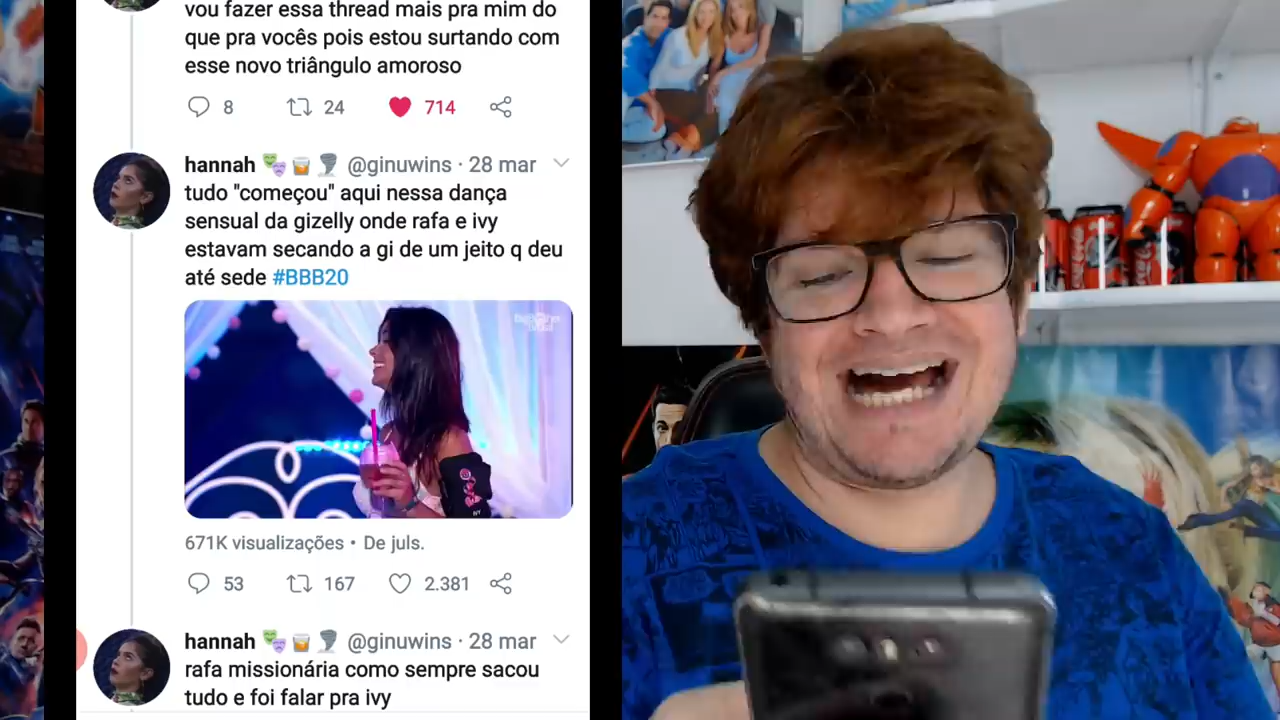 vou fazer essa thread mais pra mim do
que pra vocês pois estou surtando com
esse novo triângulo amoroso
8 24 714
hannah @ginuwins · 28 mar
tudo "começou" aqui nessa dança
sensual da gizelly onde rafa e ivy
estavam secando a gi de um jeito q deu
até sede #BBB20
671K visualizações • De juls.
53 167 2.381
hannah @ginuwins · 28 mar
rafa missionária como sempre sacou
tudo e foi falar pra ivy